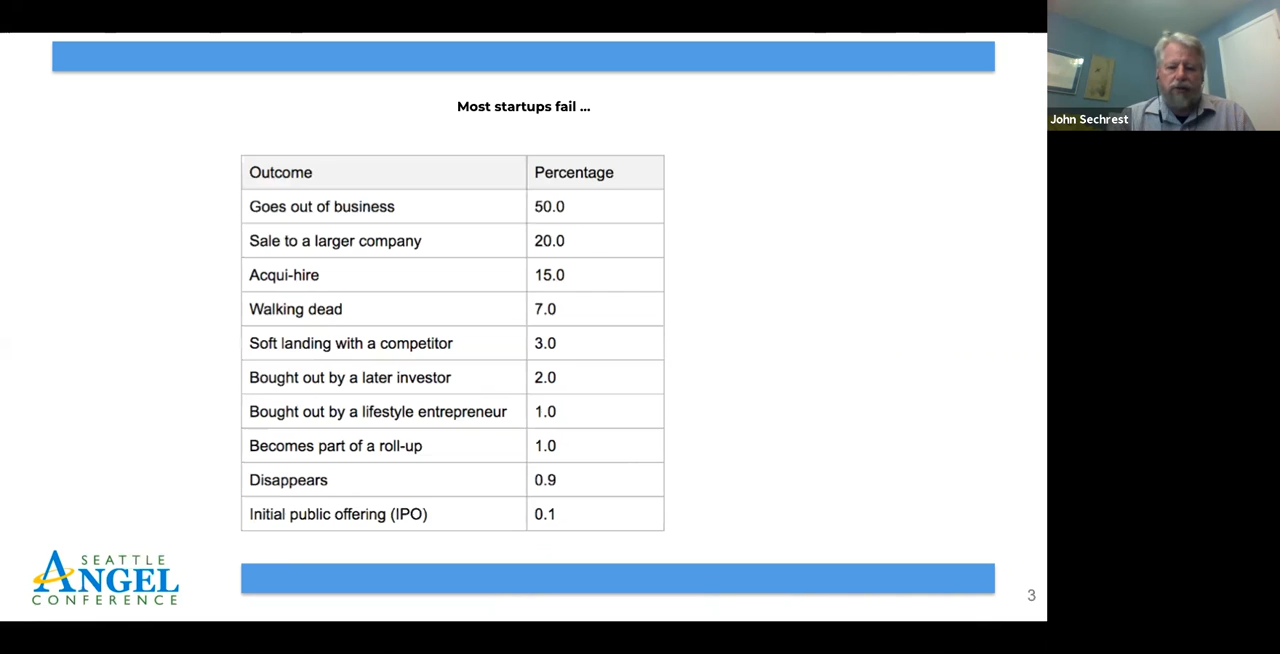 Most startups fail ...
Outcome Percentage
Goes out of business 50.0
Sale to a larger company 20.0
Acqui-hire 15.0
Walking dead 7.0
Soft landing with a competitor 3.0
Bought out by a later investor 2.0
Bought out by a lifestyle entrepreneur 1.0
Becomes part of a roll-up 1.0
Disappears 0.9
Initial public offering (IPO) 0.1
SEATTLE
ANGEL
CONFERENCE
3
John Sechrest